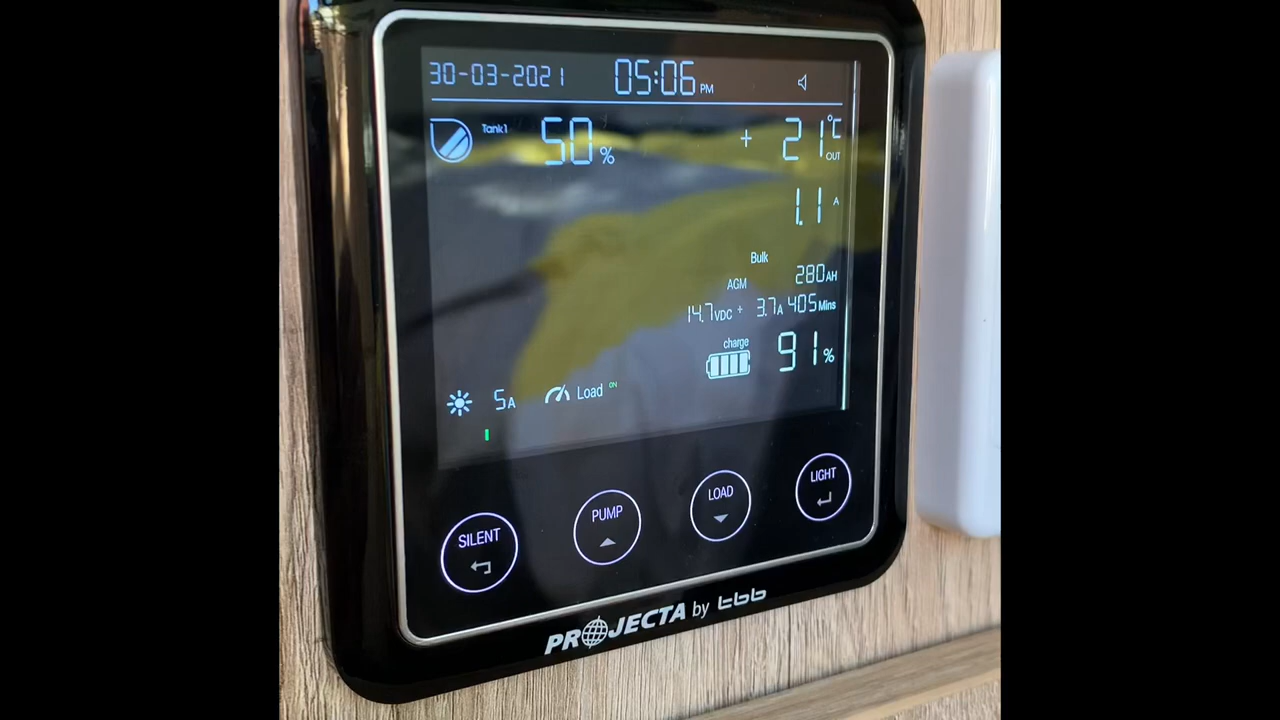 30-03-2021 05:06 PM
Tank1 50% + 21°C OUT
1.1 A
Bulk
AGM 280AH
14.7VDC + 3.7A 405Mins
charge 91%
5A Load ON
SILENT PUMP LOAD LIGHT
PROJECTA by tbb